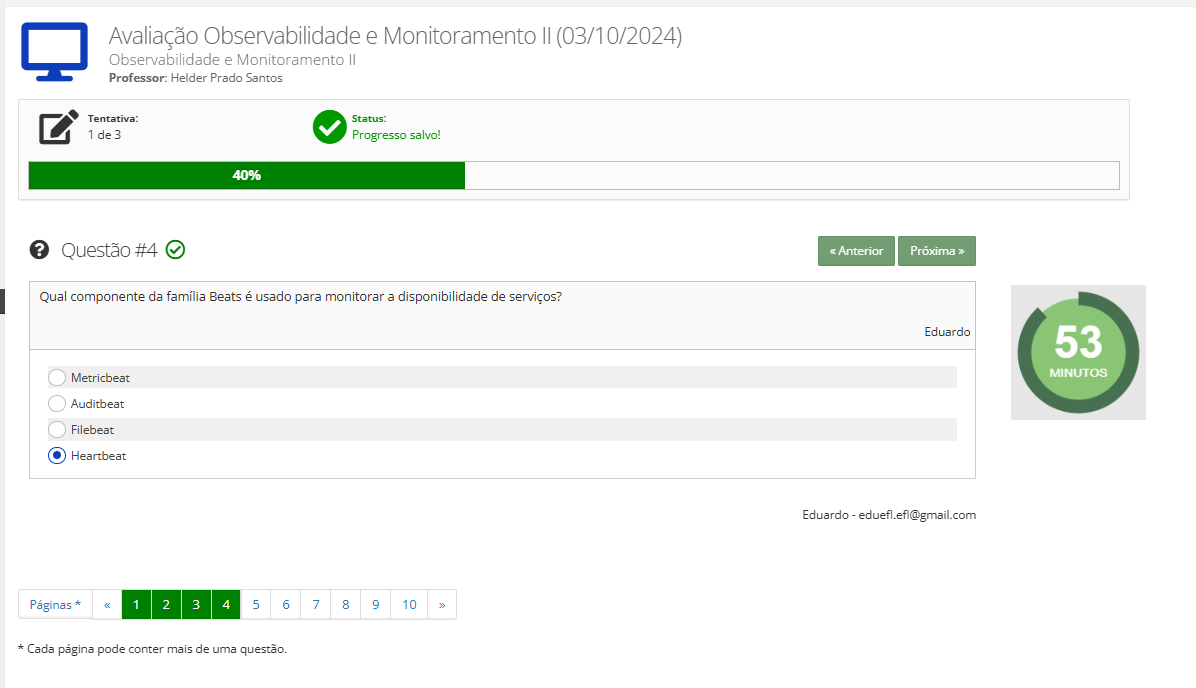 Avaliação Observabilidade e Monitoramento II (03/10/2024)
Observabilidade e Monitoramento II
Professor: Helder Prado Santos
Tentativa:
1 de 3
Status:
Progresso salvo!
40%
Questão #4
« Anterior
Próxima »
Qual componente da família Beats é usado para monitorar a disponibilidade de serviços?
Eduardo
53
MINUTOS
Metricbeat
Auditbeat
Filebeat
Heartbeat
Eduardo - eduefl.efl@gmail.com
Páginas * « 1 2 3 4 5 6 7 8 9 10 »
* Cada página pode conter mais de uma questão.